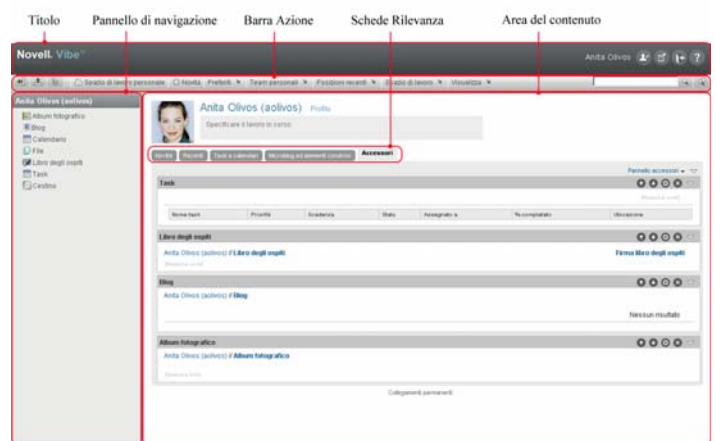 Titolo Pannello di navigazione Barra Azione Schede Rilevanza Area del contenuto
Novell. Vibe™ Anita Olivos
Spazio di lavoro personale Novità Preferiti Team personali Posizioni recenti Spazio di lavoro Visualizza
Anita Olivos (aolivos)
Album fotografico
Blog
Calendario
File
Libro degli ospiti
Task
Cestino
Anita Olivos (aolivos) Profilo
Specificare il lavoro in corso
Novità Recenti Task e calendari Microblog ed elementi condivisi Accessori
Pannello accessori
Task
Nome task Priorità Scadenza Stato Assegnato a % completato Ubicazione
Libro degli ospiti
Anita Olivos (aolivos) // Libro degli ospiti Firma libro degli ospiti
Blog
Anita Olivos (aolivos) // Blog
Nessun risultato
Album fotografico
Anita Olivos (aolivos) // Album fotografico
Collegamenti permanenti